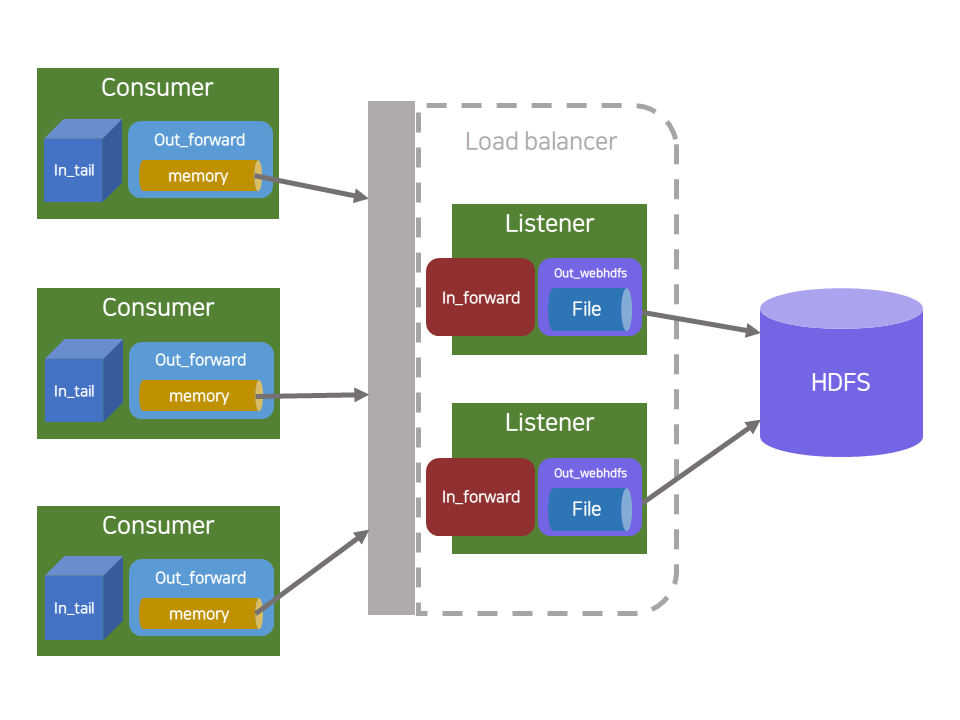 Consumer
In_tail
Out_forward
memory
Consumer
In_tail
Out_forward
memory
Consumer
In_tail
Out_forward
memory
Load balancer
Listener
In_forward
Out_webhdfs
File
Listener
In_forward
Out_webhdfs
File
HDFS